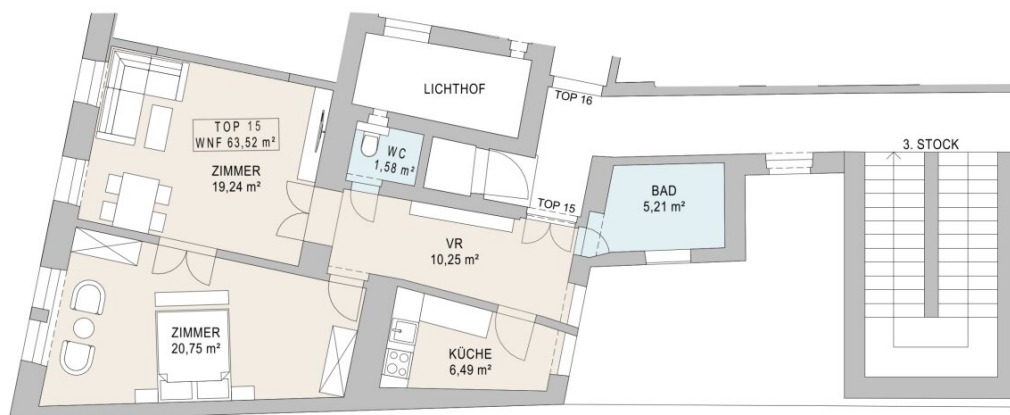 LICHTHOF
TOP 16
TOP 15
WNF 63,52 m²
ZIMMER
19,24 m²
WC
1,58 m²
3. STOCK
BAD
5,21 m²
TOP 15
VR
10,25 m²
ZIMMER
20,75 m²
KÜCHE
6,49 m²